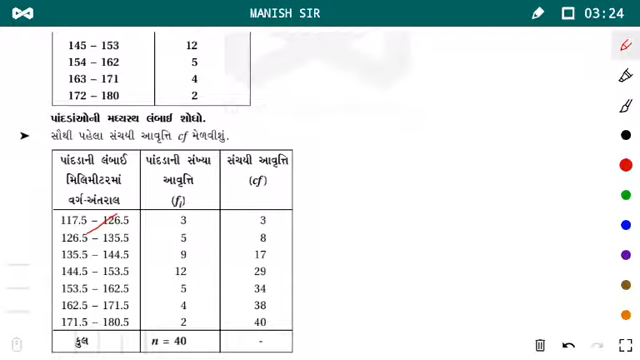 MANISH SIR
03:24
145 – 153 12
154 – 162 5
163 – 171 4
172 – 180 2
પાંદડાંઓની મધ્યસ્થ લંબાઈ શોધો.
➤ સૌથી પહેલા સંચયી આવૃત્તિ cf મેળવીશું.
પાંદડાની લંબાઈ પાંદડાની સંખ્યા સંચયી આવૃત્તિ
મિલિમીટરમાં આવૃત્તિ (cf)
વર્ગ-અંતરાલ (fi)
117.5 – 126.5 3 3
126.5 – 135.5 5 8
135.5 – 144.5 9 17
144.5 – 153.5 12 29
153.5 – 162.5 5 34
162.5 – 171.5 4 38
171.5 – 180.5 2 40
કુલ n = 40 -